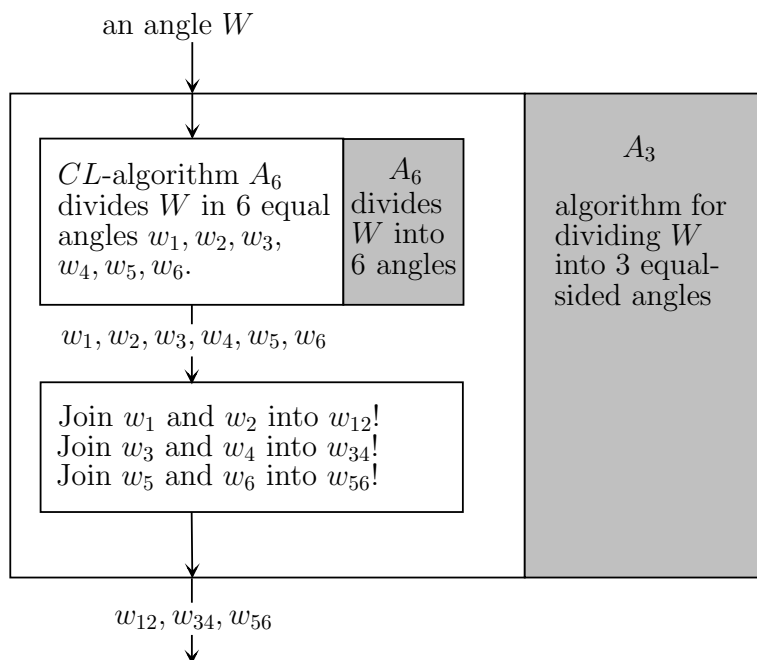 an angle W
CL-algorithm A₆
divides W in 6 equal
angles w₁, w₂, w₃,
w₄, w₅, w₆.
A₆
divides
W into
6 angles
A₃
algorithm for
dividing W
into 3 equal-
sided angles
w₁, w₂, w₃, w₄, w₅, w₆
Join w₁ and w₂ into w₁₂!
Join w₃ and w₄ into w₃₄!
Join w₅ and w₆ into w₅₆!
w₁₂, w₃₄, w₅₆